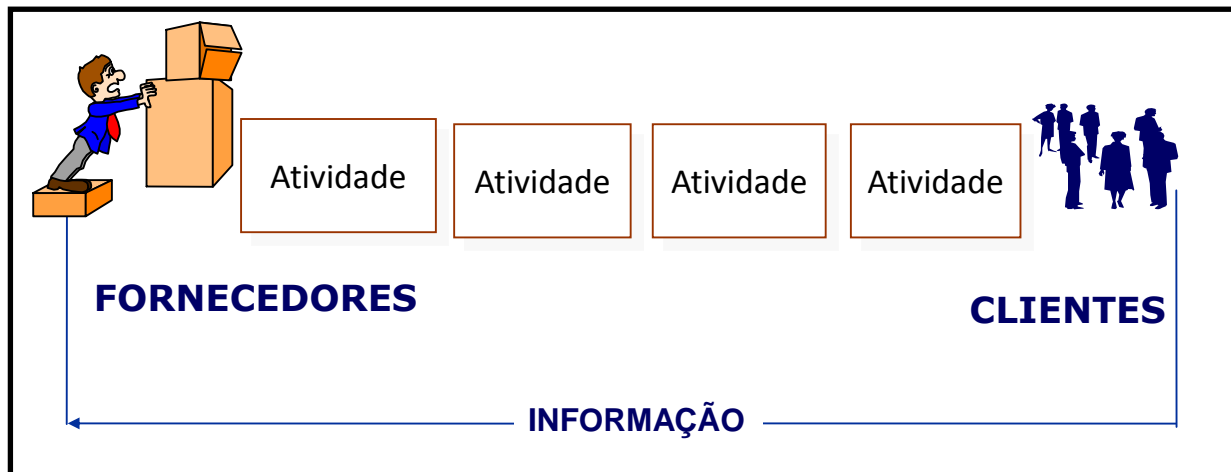 Atividade
Atividade
Atividade
Atividade
FORNECEDORES
CLIENTES
INFORMAÇÃO